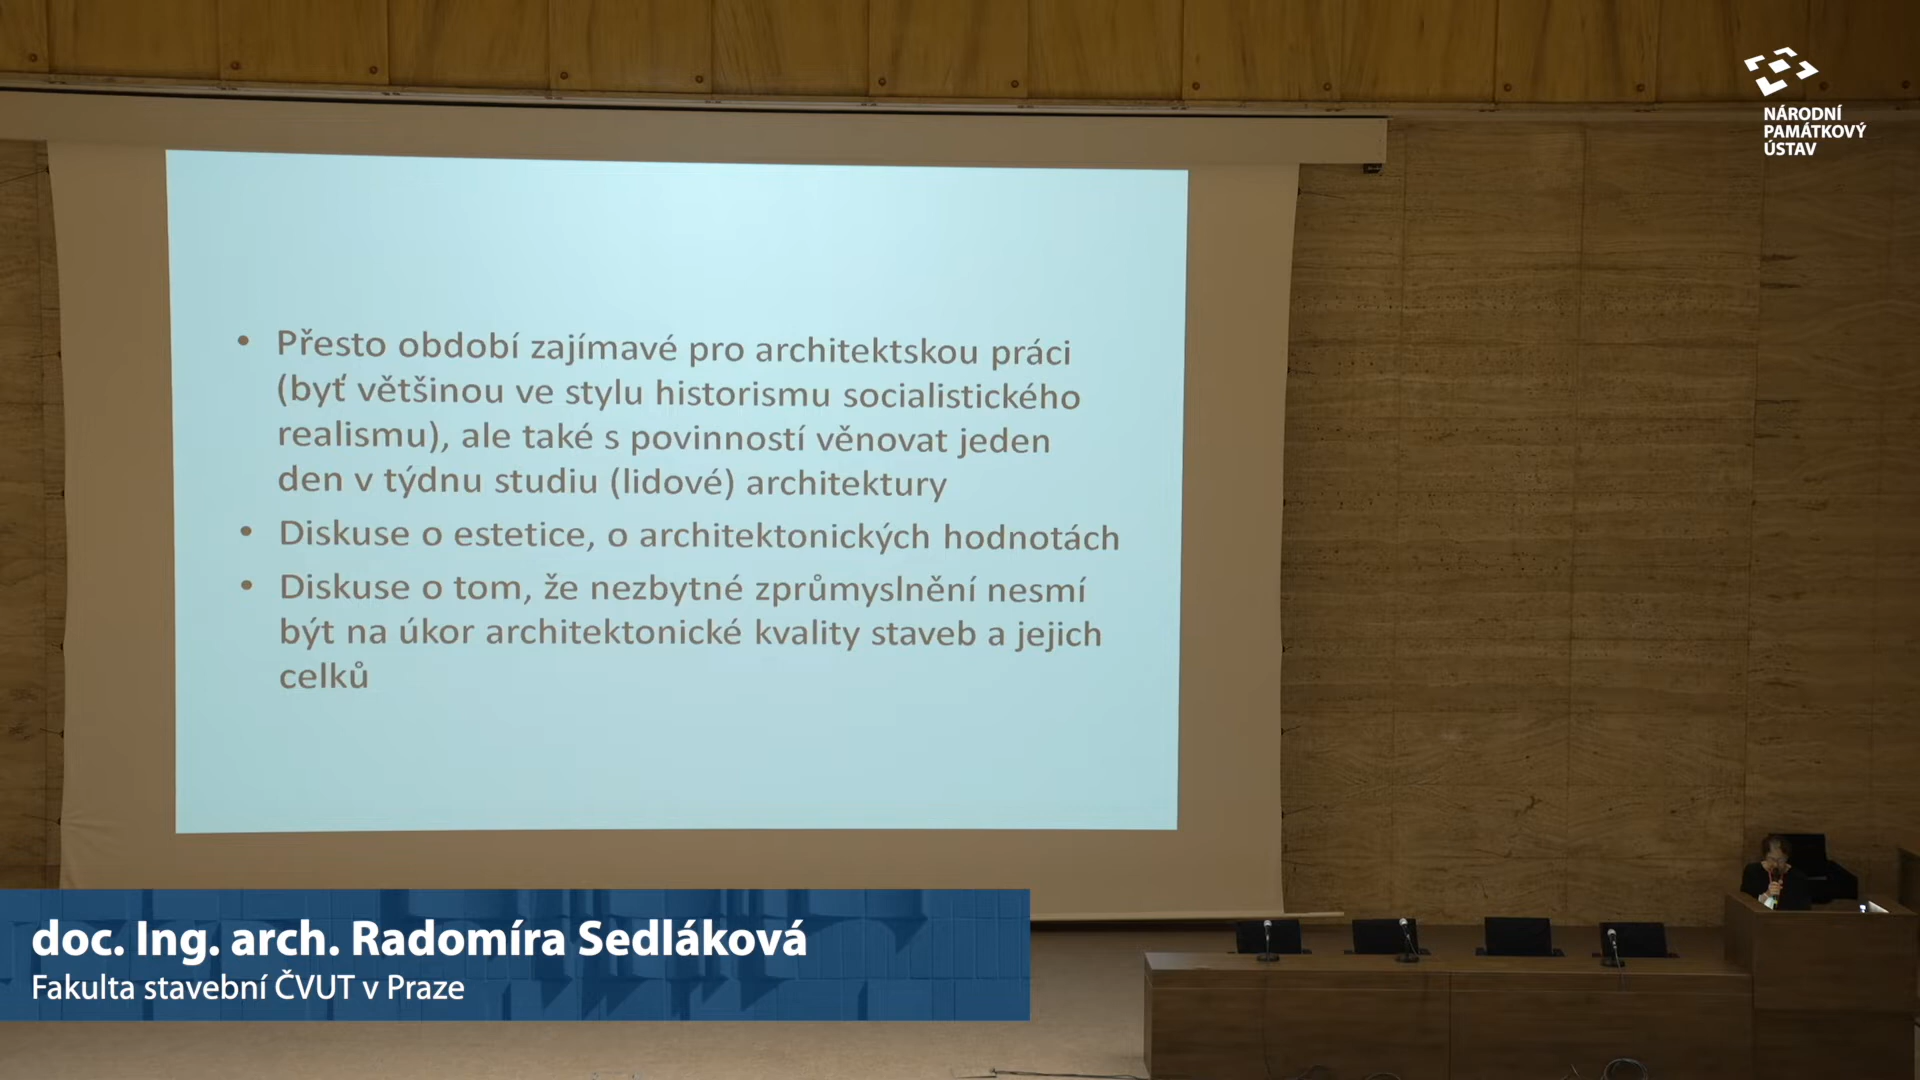 NÁRODNÍ
PAMÁTKOVÝ
ÚSTAV
• Přesto období zajímavé pro architektskou práci
(byť většinou ve stylu historismu socialistického
realismu), ale také s povinností věnovat jeden
den v týdnu studiu (lidové) architektury
• Diskuse o estetice, o architektonických hodnotách
• Diskuse o tom, že nezbytné zprůmyslnění nesmí
být na úkor architektonické kvality staveb a jejich
celků
doc. Ing. arch. Radomíra Sedláková
Fakulta stavební ČVUT v Praze